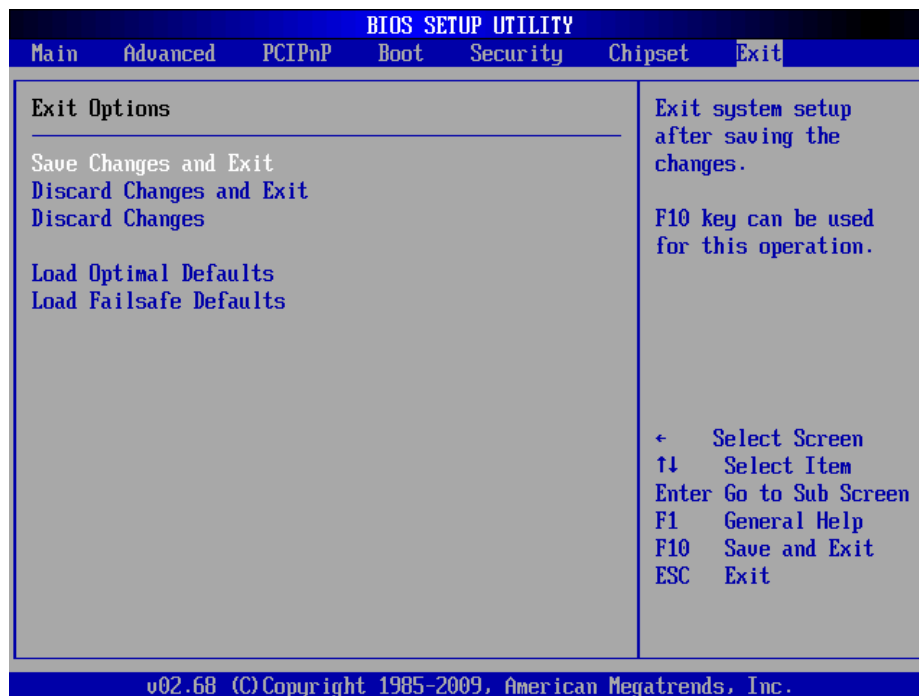 BIOS SETUP UTILITY
Main Advanced PCIPnP Boot Security Chipset Exit
Exit Options
Save Changes and Exit
Discard Changes and Exit
Discard Changes
Load Optimal Defaults
Load Failsafe Defaults
Exit system setup
after saving the
changes.
F10 key can be used
for this operation.
← Select Screen
↑↓ Select Item
Enter Go to Sub Screen
F1 General Help
F10 Save and Exit
ESC Exit
v02.68 (C)Copyright 1985-2009, American Megatrends, Inc.